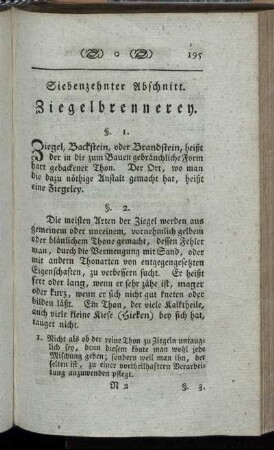 195
Siebenzehnter Abschnitt.
Ziegelbrennerey.
§. 1.
Ziegel, Backstein, oder Brandstein, heißt
der in die zum Bauen gebräuchliche Form
hart gebackener Thon. Der Ort, wo man
die dazu nöthige Anstalt gemacht hat, heißt
eine Ziegeley.
§. 2.
Die meisten Arten der Ziegel werden aus
gemeinem oder unreinem, vornehmlich gelbem
oder bläulichem Thone gemacht, dessen Fehler
man, durch die Vermengung mit Sand, oder
mit andern Thonarten von entgegengesetzten
Eigenschaften, zu verbessern sucht. Er heißt
fett oder lang, wenn er sehr zähe ist, mager
oder kurz, wenn er sich nicht gut kneten oder
bilden läßt. Ein Thon, der viele Kalktheile,
auch viele kleine Kiese (Hecken) bey sich hat,
tauget nicht.
1. Nicht als ob der reine Thon zu Ziegeln untaug-
lich sey, denn diesem könte man wohl jede
Mischung geben; sondern weil man ihn, der
selten ist, zu einer vortheilhaftern Verarbei-
tung anzuwenden pflegt.
N 2 §. 3.